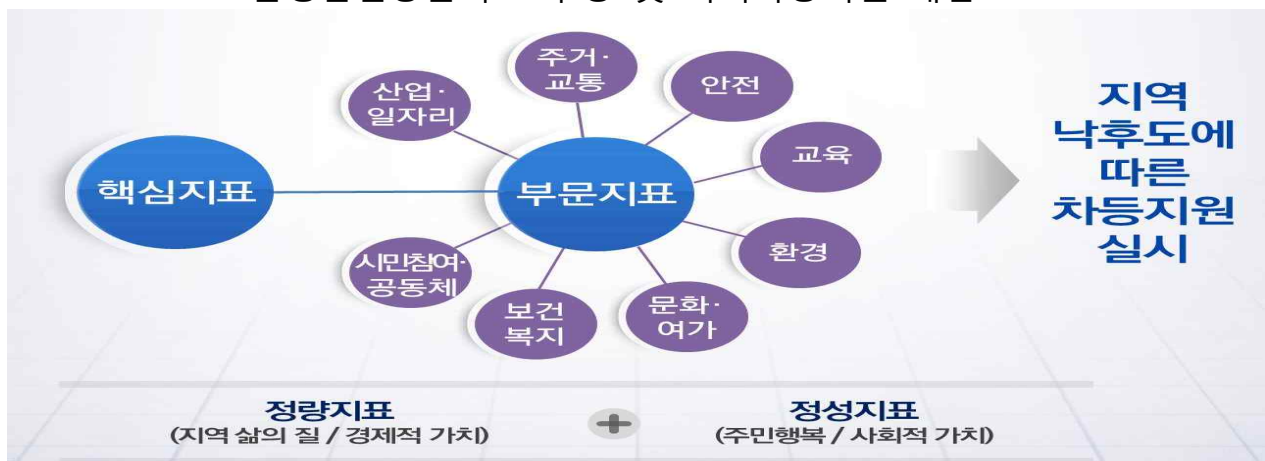 핵심지표
부문지표
산업·
일자리
주거·
교통
안전
교육
환경
문화·
여가
보건
복지
시민참여·
공동체
지역
낙후도에
따른
차등지원
실시
정량지표
(지역 삶의 질 / 경제적 가치)
+
정성지표
(주민행복 / 사회적 가치)